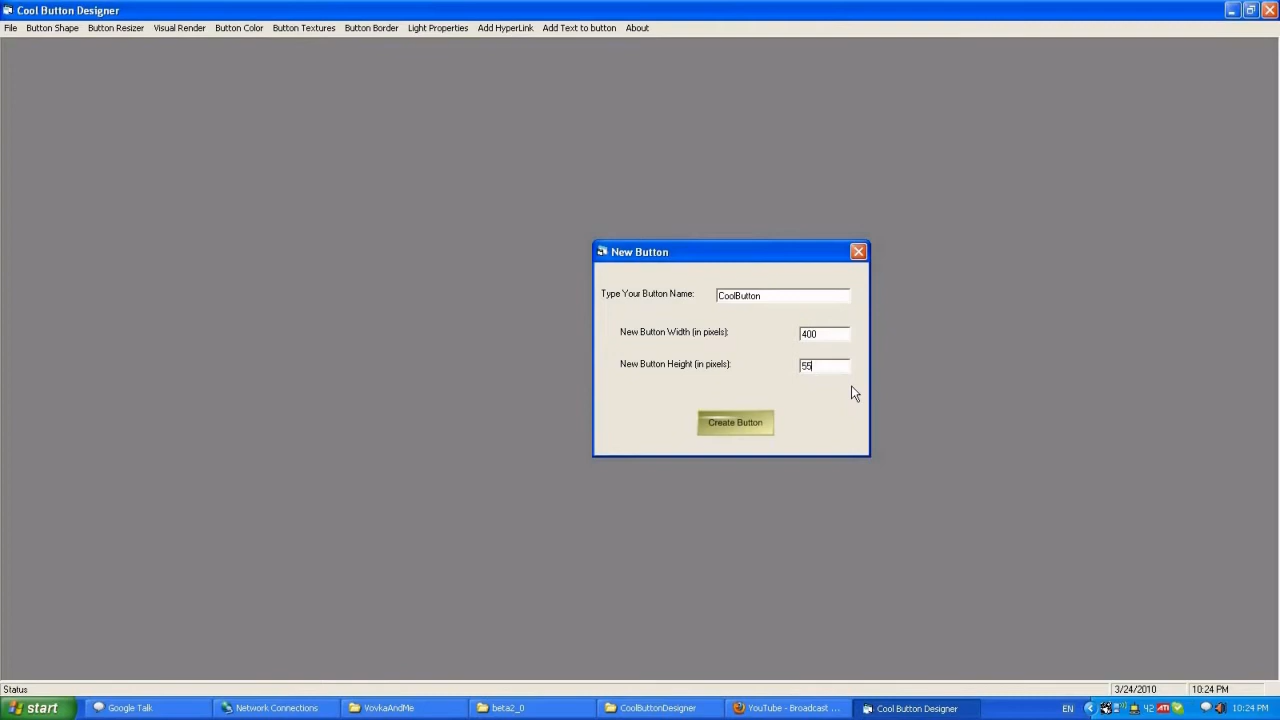 Cool Button Designer
File Button Shape Button Resizer Visual Render Button Color Button Textures Button Border Light Properties Add HyperLink Add Text to button About
New Button
Type Your Button Name: CoolButton
New Button Width (in pixels): 400
New Button Height (in pixels): 55
Create Button
Status 3/24/2010 10:24 PM
start Google Talk Network Connections VovkaAndMe beta2_0 CoolButtonDesigner YouTube - Broadcast ... Cool Button Designer EN 42 ATI 10:24 PM